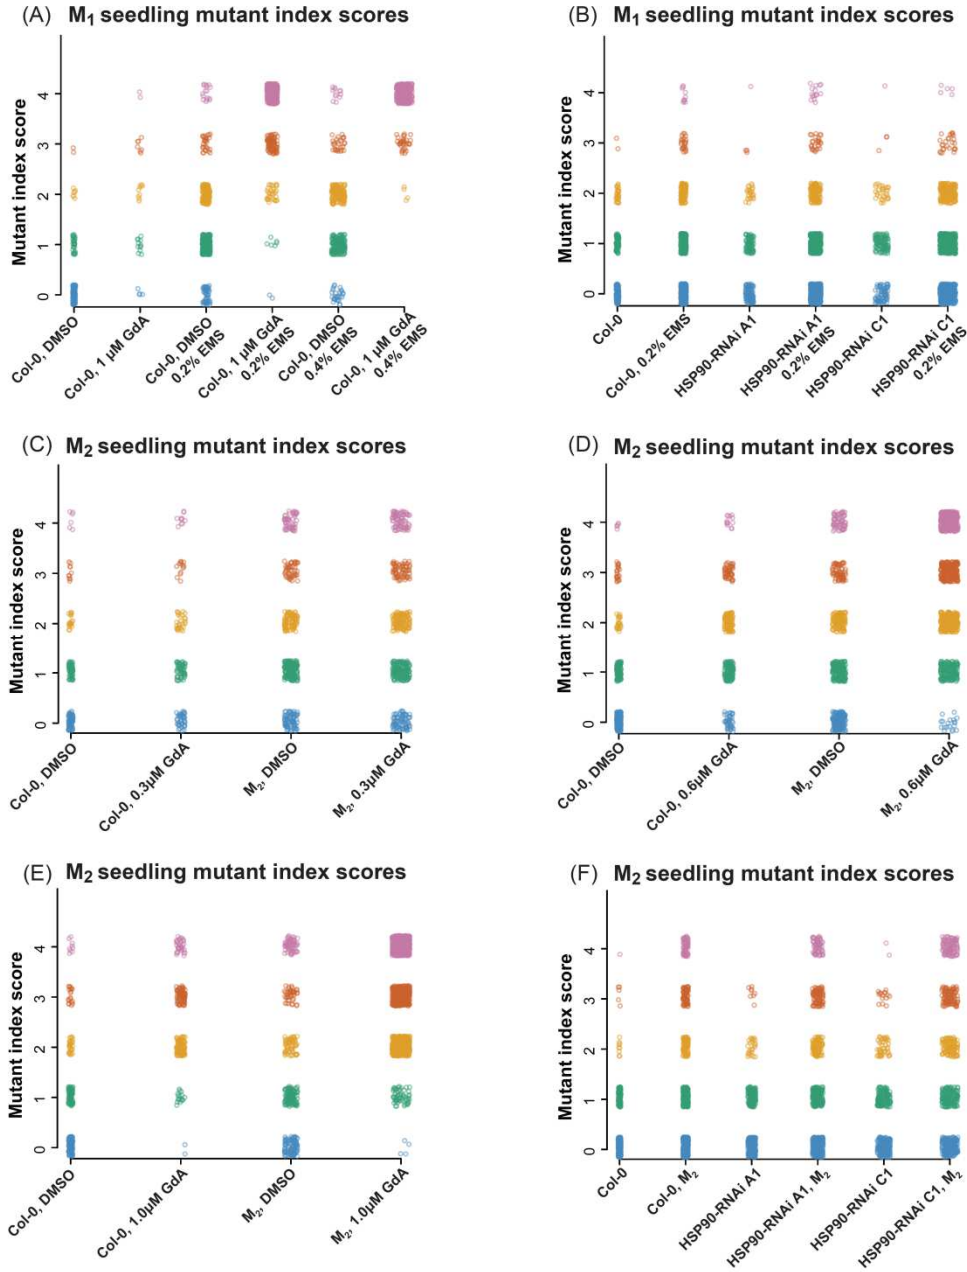 (A) M1 seedling mutant index scores
Mutant index score
4
3
2
1
0
Col-0, DMSO
Col-0, 1 µM GdA
Col-0, DMSO
0.2% EMS
Col-0, 1 µM GdA
0.2% EMS
Col-0, DMSO
0.4% EMS
Col-0, 1 µM GdA
0.4% EMS
(B) M1 seedling mutant index scores
Mutant index score
4
3
2
1
0
Col-0
Col-0, 0.2% EMS
HSP90-RNAi A1
HSP90-RNAi A1
0.2% EMS
HSP90-RNAi C1
HSP90-RNAi C1
0.2% EMS
(C) M2 seedling mutant index scores
Mutant index score
4
3
2
1
0
Col-0, DMSO
Col-0, 0.3µM GdA
M2, DMSO
M2, 0.3µM GdA
(D) M2 seedling mutant index scores
Mutant index score
4
3
2
1
0
Col-0, DMSO
Col-0, 0.6µM GdA
M2, DMSO
M2, 0.6µM GdA
(E) M2 seedling mutant index scores
Mutant index score
4
3
2
1
0
Col-0, DMSO
Col-0, 1.0µM GdA
M2, DMSO
M2, 1.0µM GdA
(F) M2 seedling mutant index scores
Mutant index score
4
3
2
1
0
Col-0
Col-0, M2
HSP90-RNAi A1
HSP90-RNAi A1, M2
HSP90-RNAi C1
HSP90-RNAi C1, M2